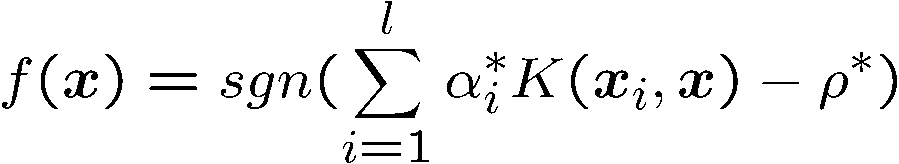 f(x) = sgn(∑_{i=1}^{l} α_i^* K(x_i, x) − ρ^*)